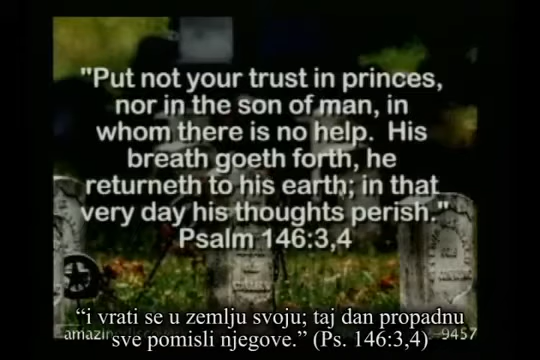 "Put not your trust in princes,
nor in the son of man, in
whom there is no help. His
breath goeth forth, he
returneth to his earth; in that
very day his thoughts perish."
Psalm 146:3,4
“i vrati se u zemlju svoju; taj dan propadnu
sve pomisli njegove.” (Ps. 146:3,4)
9457